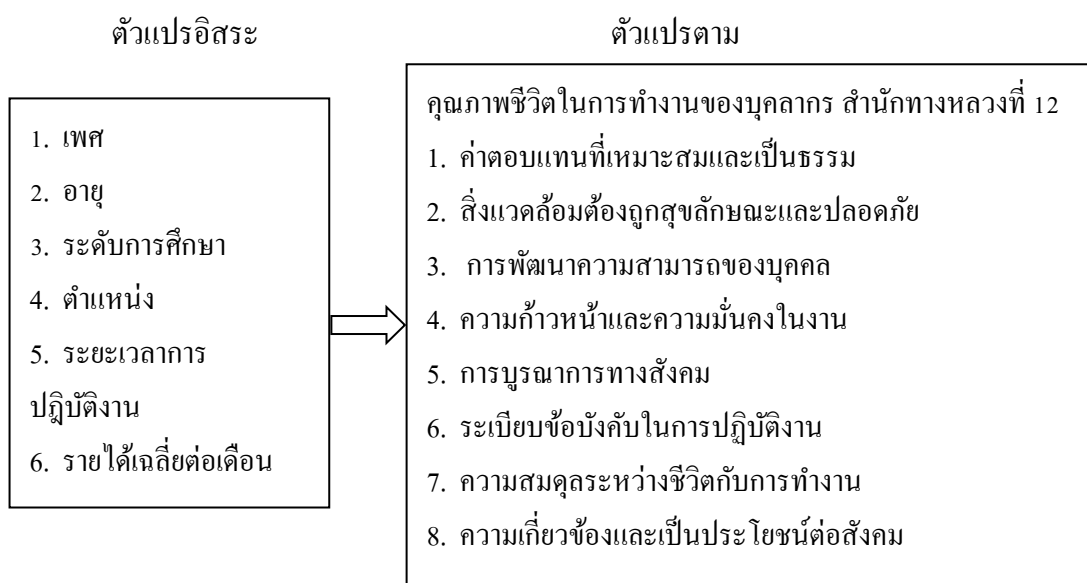 ตัวแปรอิสระ
ตัวแปรตาม
1. เพศ
2. อายุ
3. ระดับการศึกษา
4. ตำแหน่ง
5. ระยะเวลาการ
ปฎิบัติงาน
6. รายได้เฉลี่ยต่อเดือน
คุณภาพชีวิตในการทำงานของบุคลากร สำนักทางหลวงที่ 12
1. ค่าตอบแทนที่เหมาะสมและเป็นธรรม
2. สิ่งแวดล้อมต้องถูกสุขลักษณะและปลอดภัย
3. การพัฒนาความสามารถของบุคคล
4. ความก้าวหน้าและความมั่นคงในงาน
5. การบูรณาการทางสังคม
6. ระเบียบข้อบังคับในการปฏิบัติงาน
7. ความสมดุลระหว่างชีวิตกับการทำงาน
8. ความเกี่ยวข้องและเป็นประโยชน์ต่อสังคม